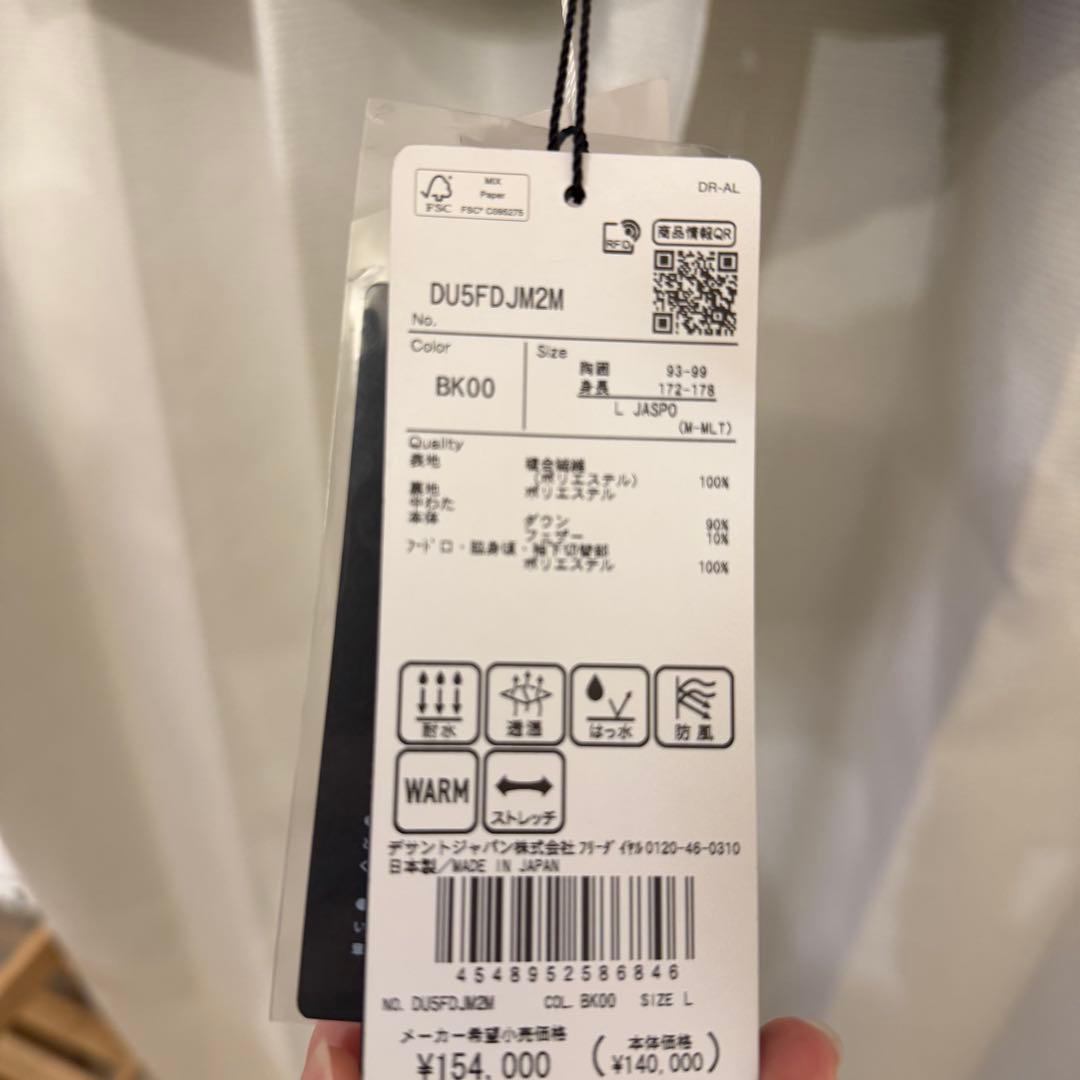 FSC
MIX
Paper
FSC® C095275
DR-AL
RFID
商品情報QR
DU5FDJM2M
No.
Color
BK00
Size
胸囲 93-99
身長 172-178
L JASPO
(M-MLT)
Quality
表地 複合繊維
(ポリエステル) 100%
裏地 ポリエステル
中わた
本体 ダウン 90%
フェザー 10%
フード口・脇身頃・袖下切替部
ポリエステル 100%
耐水
透湿
はっ水
防風
WARM
ストレッチ
デサントジャパン株式会社 フリーダイヤル0120-46-0310
日本製/MADE IN JAPAN
4548952586846
NO. DU5FDJM2M COL. BK00 SIZE L
メーカー希望小売価格
¥154,000
(本体価格
¥140,000)